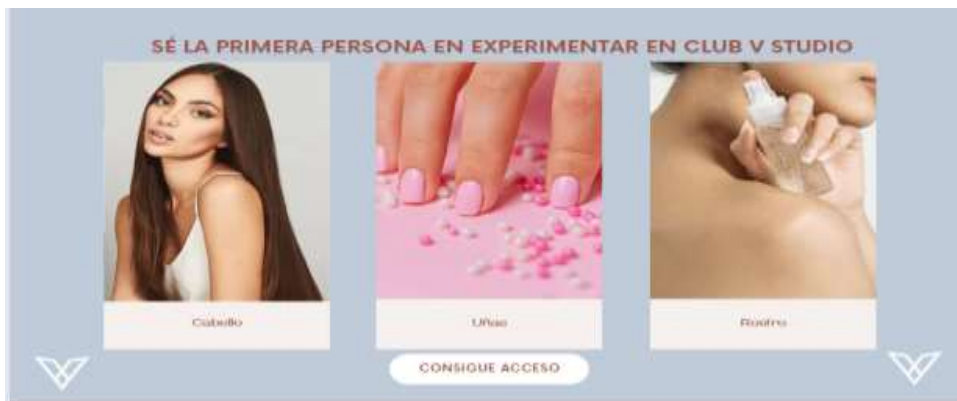 SÉ LA PRIMERA PERSONA EN EXPERIMENTAR EN CLUB V STUDIO
Cabello
Uñas
Rostro
CONSIGUE ACCESO